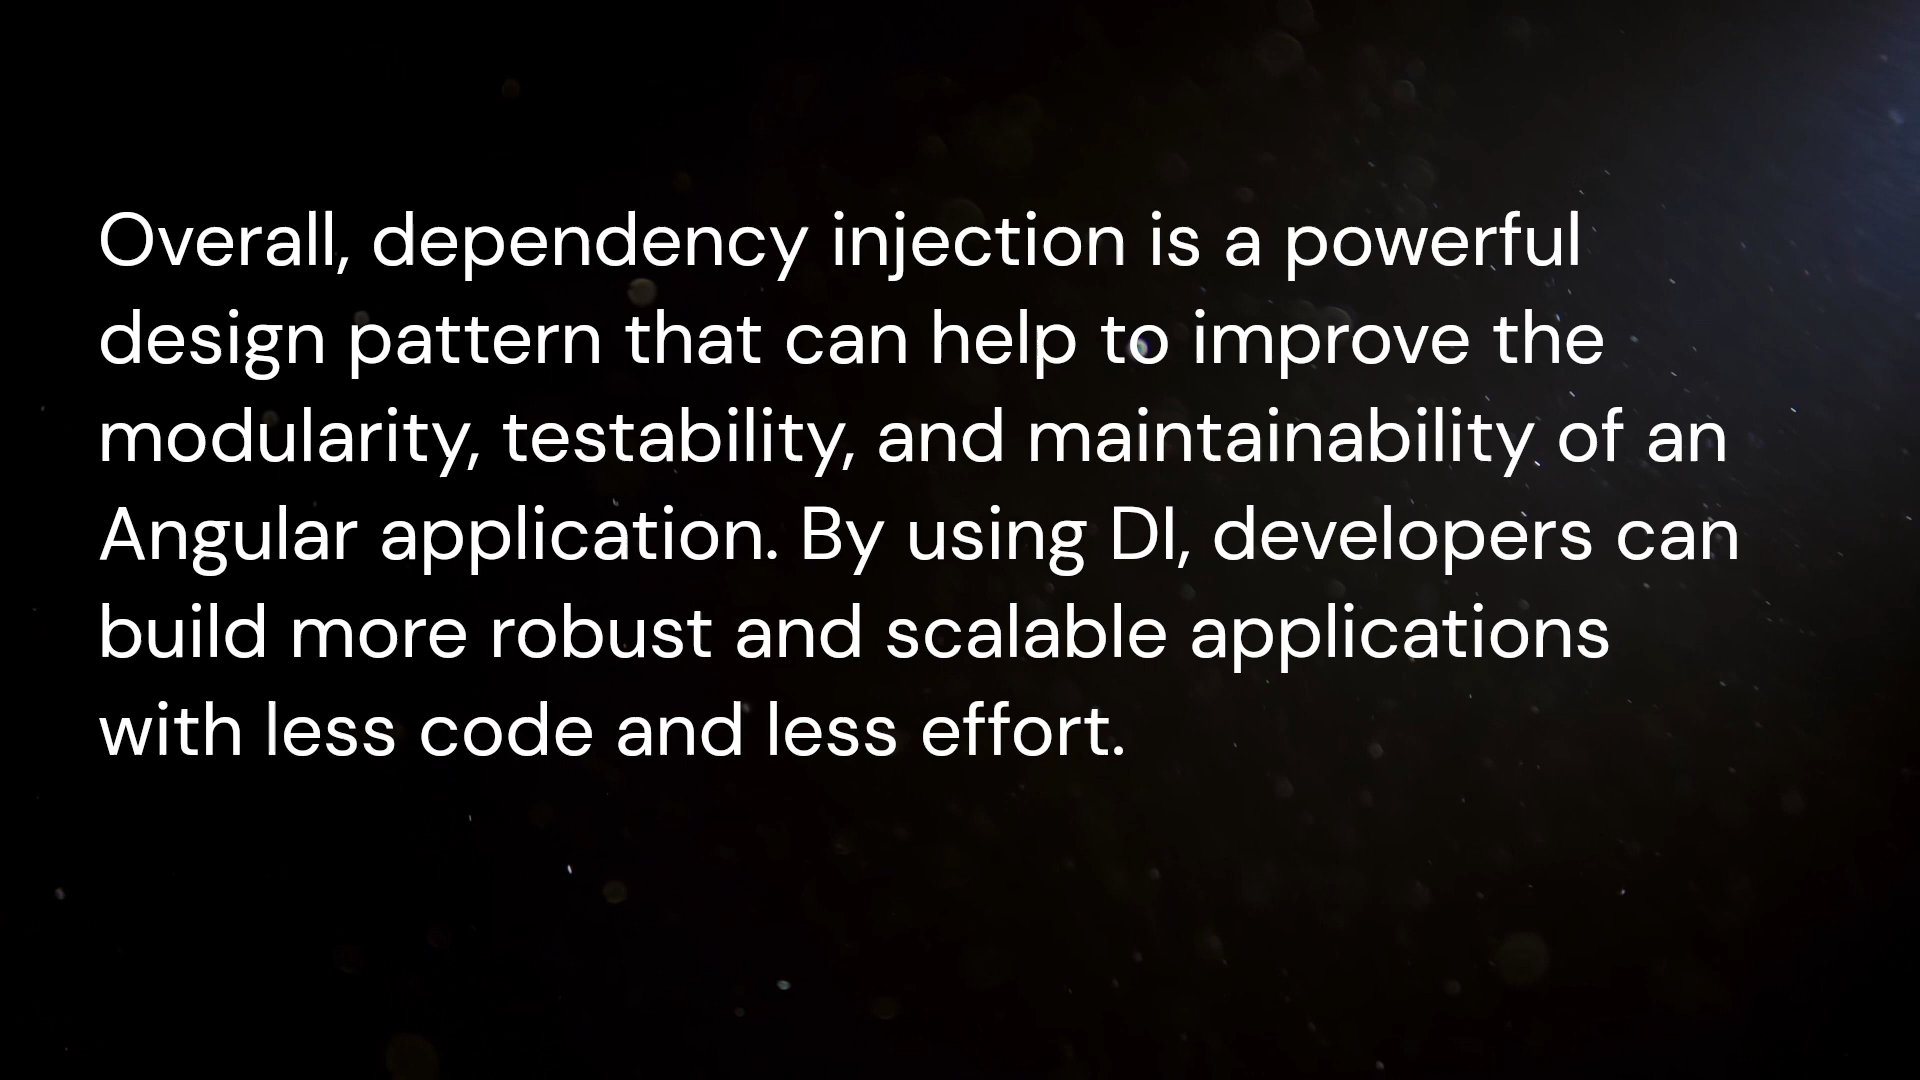 Overall, dependency injection is a powerful
design pattern that can help to improve the
modularity, testability, and maintainability of an
Angular application. By using DI, developers can
build more robust and scalable applications
with less code and less effort.